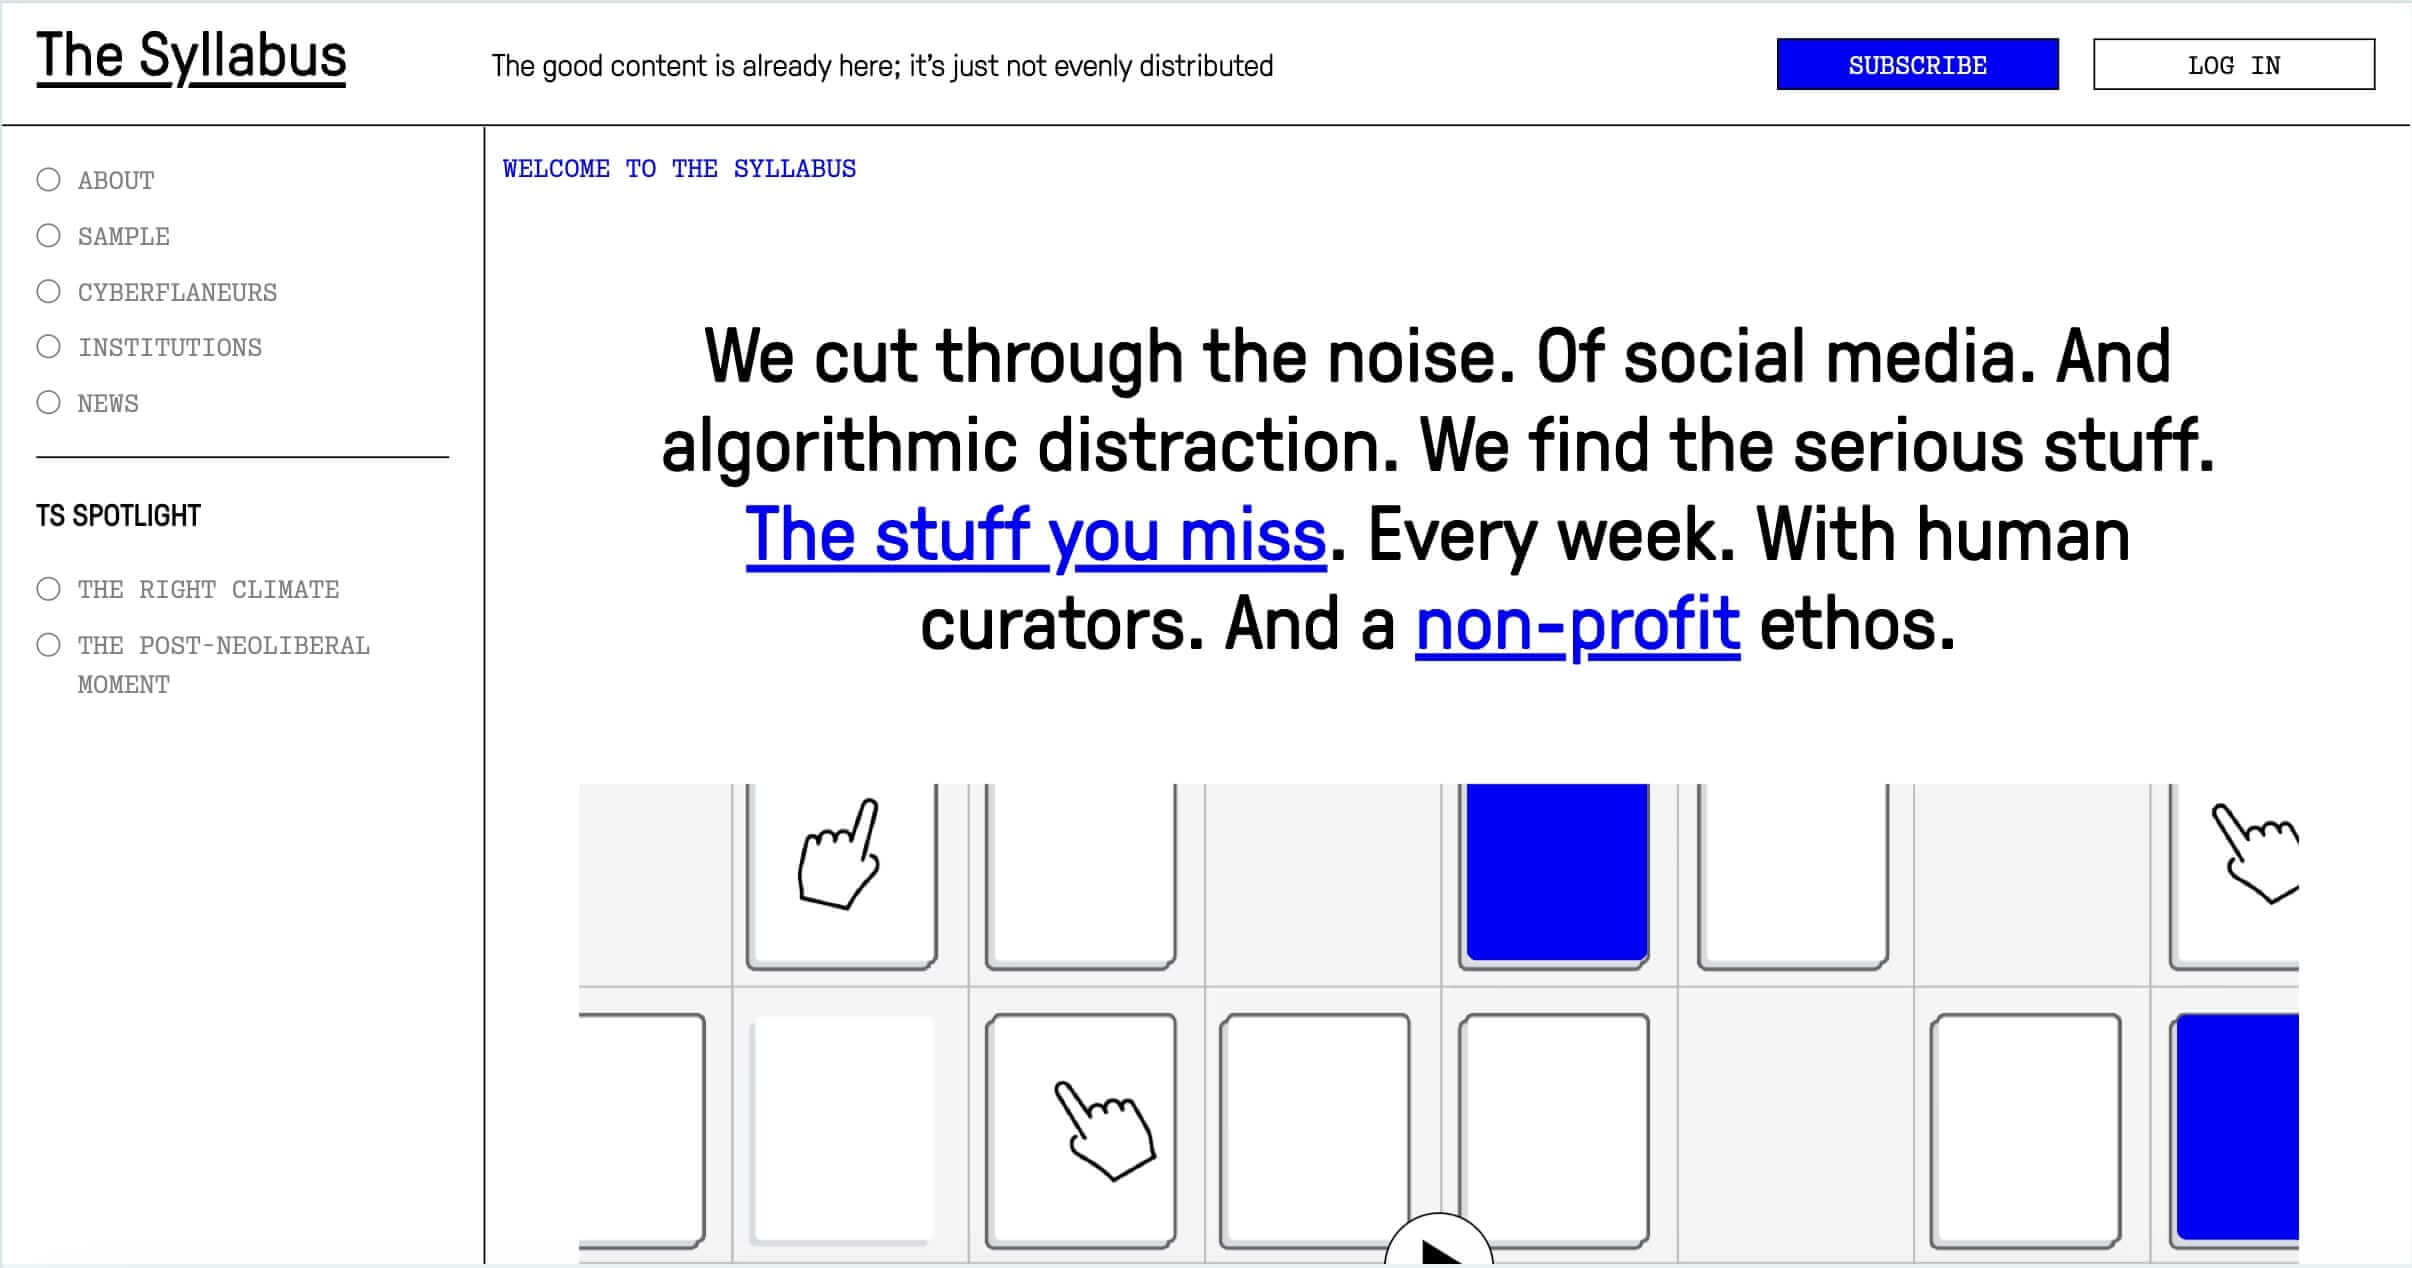 The Syllabus
The good content is already here; it’s just not evenly distributed
SUBSCRIBE
LOG IN
ABOUT
SAMPLE
CYBERFLANEURS
INSTITUTIONS
NEWS
TS SPOTLIGHT
THE RIGHT CLIMATE
THE POST-NEOLIBERAL
MOMENT
WELCOME TO THE SYLLABUS
We cut through the noise. Of social media. And
algorithmic distraction. We find the serious stuff.
The stuff you miss. Every week. With human
curators. And a non-profit ethos.